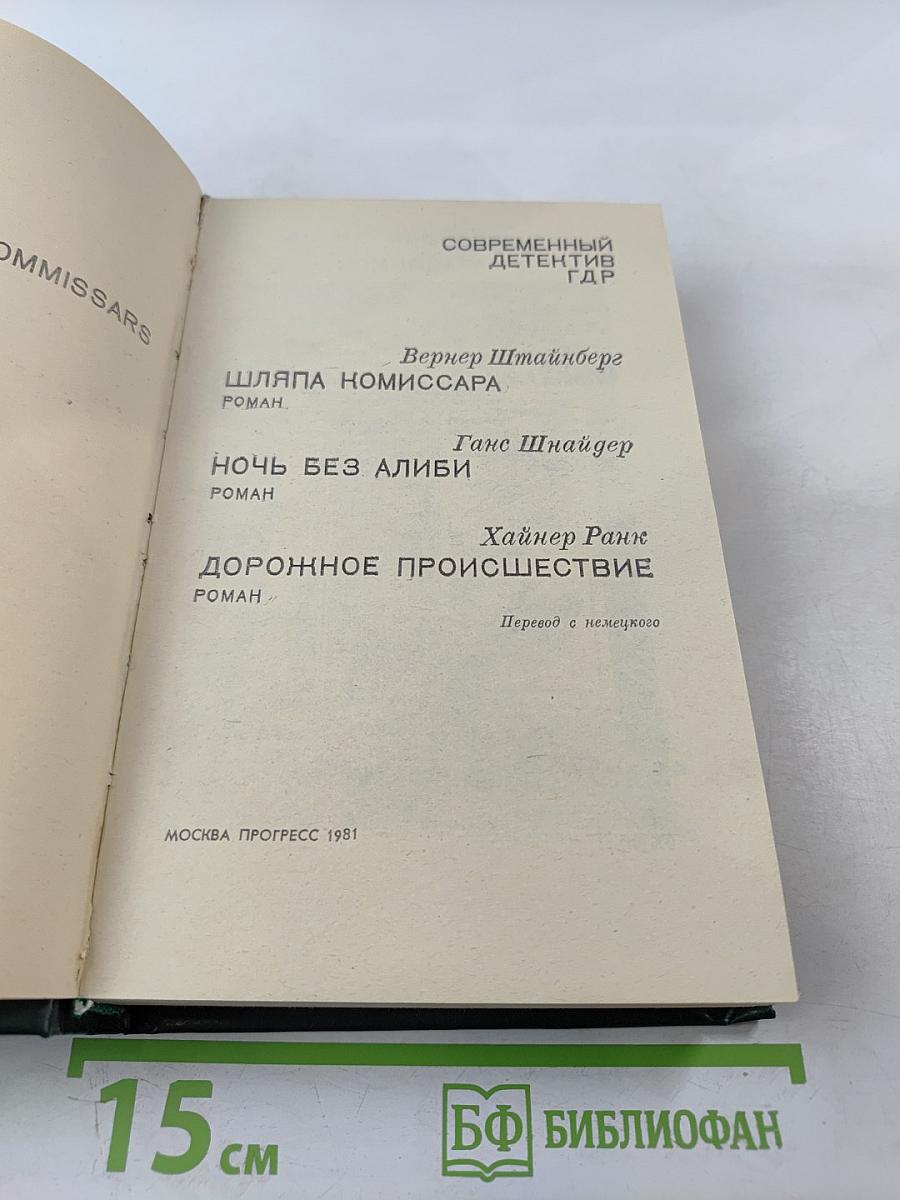 OMMISSARS
СОВРЕМЕННЫЙ
ДЕТЕКТИВ
ГДР
Вернер Штайнберг
ШЛЯПА КОМИССАРА
РОМАН
Ганс Шнайдер
НОЧЬ БЕЗ АЛИБИ
РОМАН
Хайнер Ранк
ДОРОЖНОЕ ПРОИСШЕСТВИЕ
РОМАН
Перевод с немецкого
МОСКВА ПРОГРЕСС 1981
15 см
БФ БИБЛИОФАН